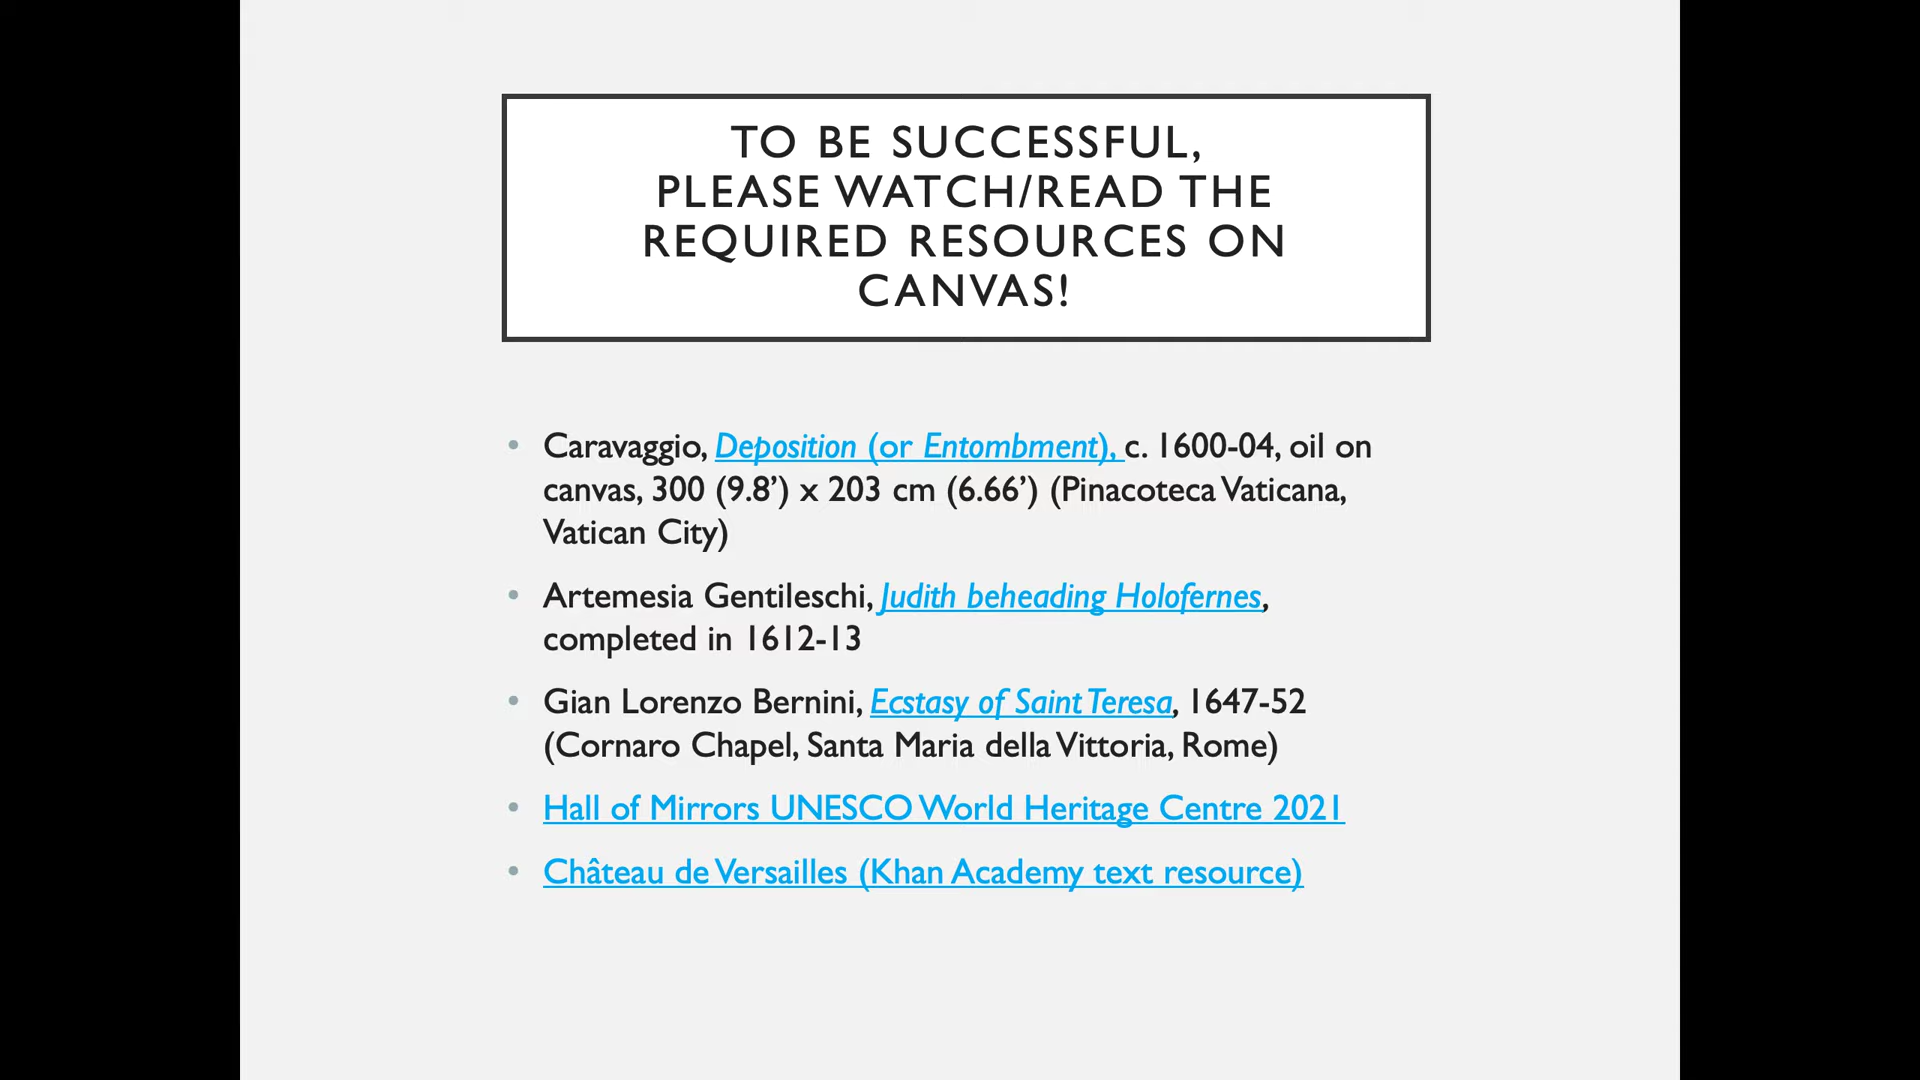 TO BE SUCCESSFUL,
PLEASE WATCH/READ THE
REQUIRED RESOURCES ON
CANVAS!
• Caravaggio, Deposition (or Entombment), c. 1600-04, oil on
canvas, 300 (9.8’) x 203 cm (6.66’) (Pinacoteca Vaticana,
Vatican City)
• Artemesia Gentileschi, Judith beheading Holofernes,
completed in 1612-13
• Gian Lorenzo Bernini, Ecstasy of Saint Teresa, 1647-52
(Cornaro Chapel, Santa Maria della Vittoria, Rome)
• Hall of Mirrors UNESCO World Heritage Centre 2021
• Château de Versailles (Khan Academy text resource)